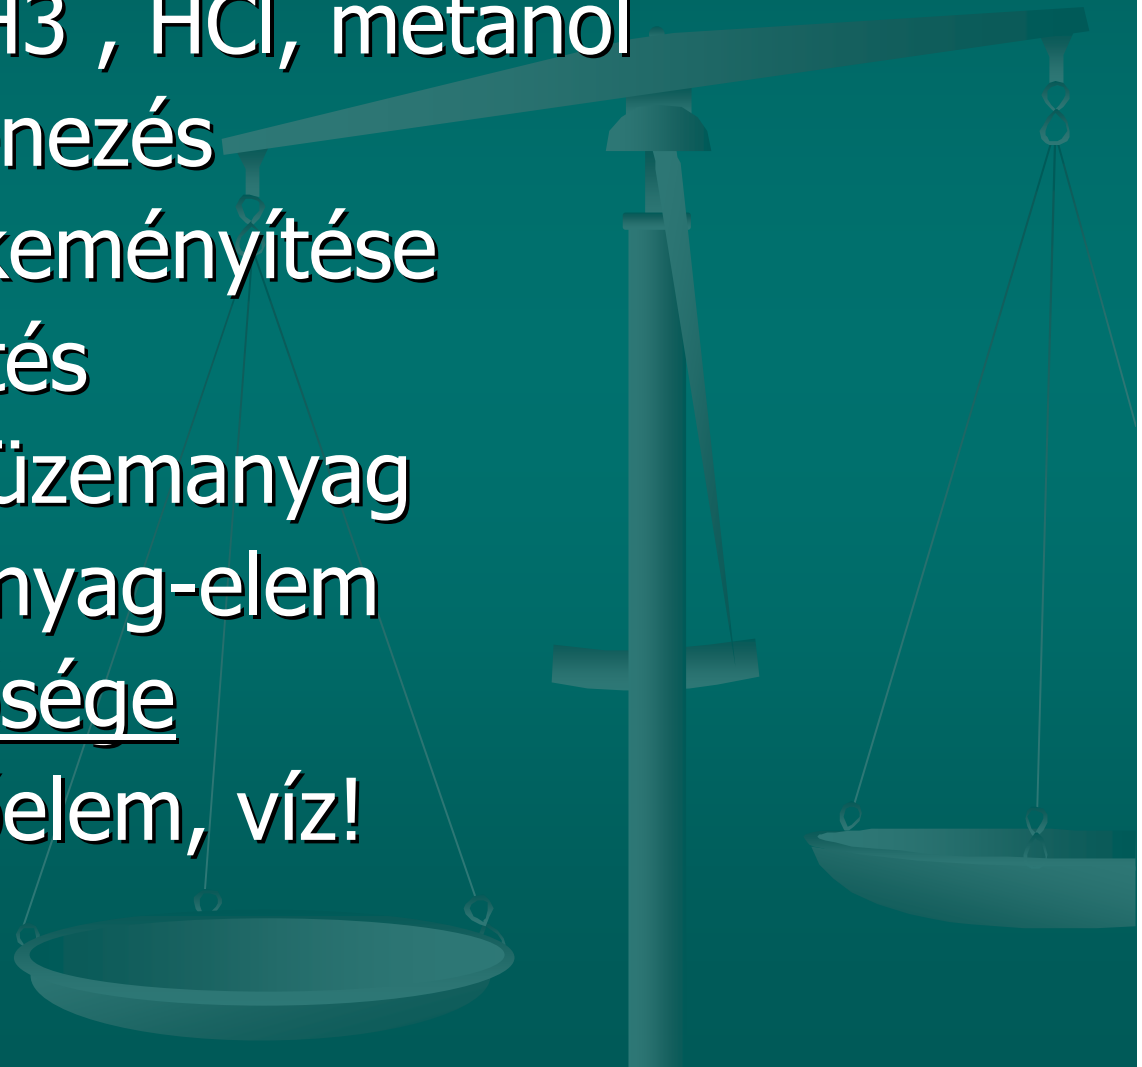 H3 , HCl, metanol
nezés
keményítése
tés
üzemanyag
nyag-elem
sége
elem, víz!